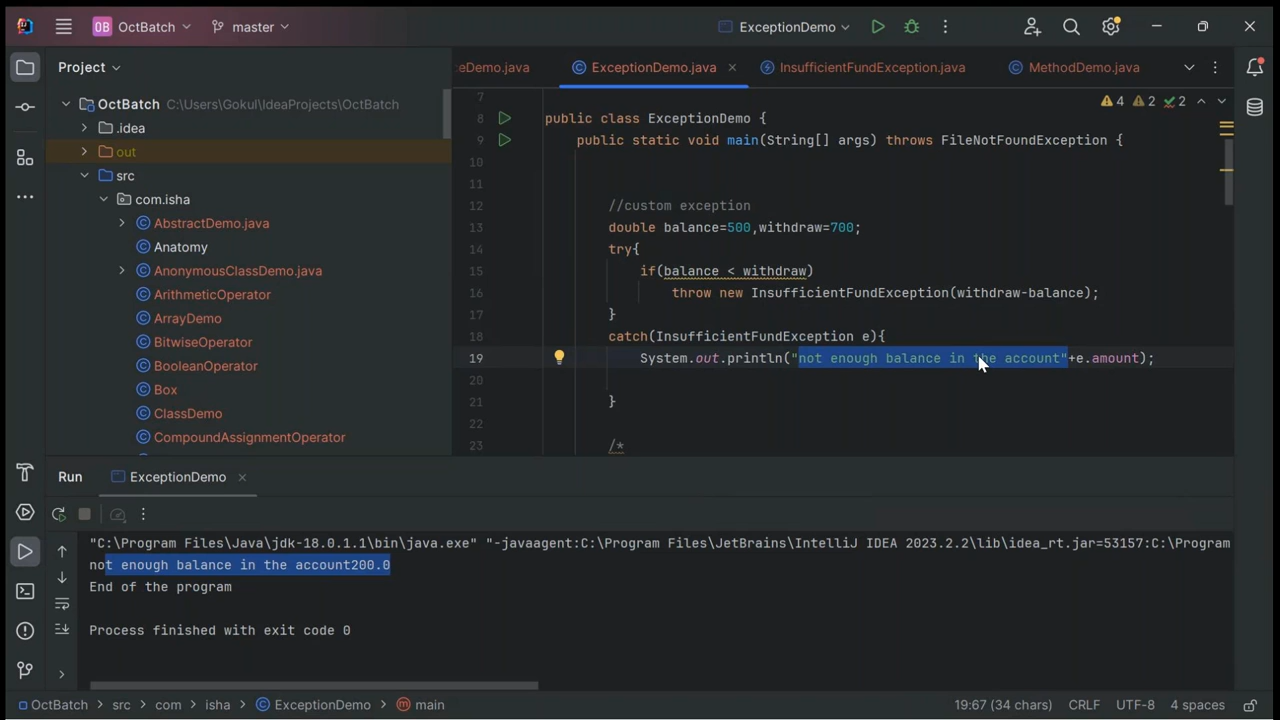 OB OctBatch master ExceptionDemo
Project
eDemo.java ExceptionDemo.java InsufficientFundException.java MethodDemo.java
OctBatch C:\Users\Gokul\IdeaProjects\OctBatch
.idea
out
src
com.isha
AbstractDemo.java
Anatomy
AnonymousClassDemo.java
ArithmeticOperator
ArrayDemo
BitwiseOperator
BooleanOperator
Box
ClassDemo
CompoundAssignmentOperator
4 2 2
7
8 public class ExceptionDemo {
9 public static void main(String[] args) throws FileNotFoundException {
10
11
12 //custom exception
13 double balance=500,withdraw=700;
14 try{
15 if(balance < withdraw)
16 throw new InsufficientFundException(withdraw-balance);
17 }
18 catch(InsufficientFundException e){
19 System.out.println("not enough balance in the account"+e.amount);
20
21 }
22
23 /*
Run ExceptionDemo
"C:\Program Files\Java\jdk-18.0.1.1\bin\java.exe" "-javaagent:C:\Program Files\JetBrains\IntelliJ IDEA 2023.2.2\lib\idea_rt.jar=53157:C:\Program
not enough balance in the account200.0
End of the program
Process finished with exit code 0
OctBatch > src > com > isha > ExceptionDemo > main 19:67 (34 chars) CRLF UTF-8 4 spaces